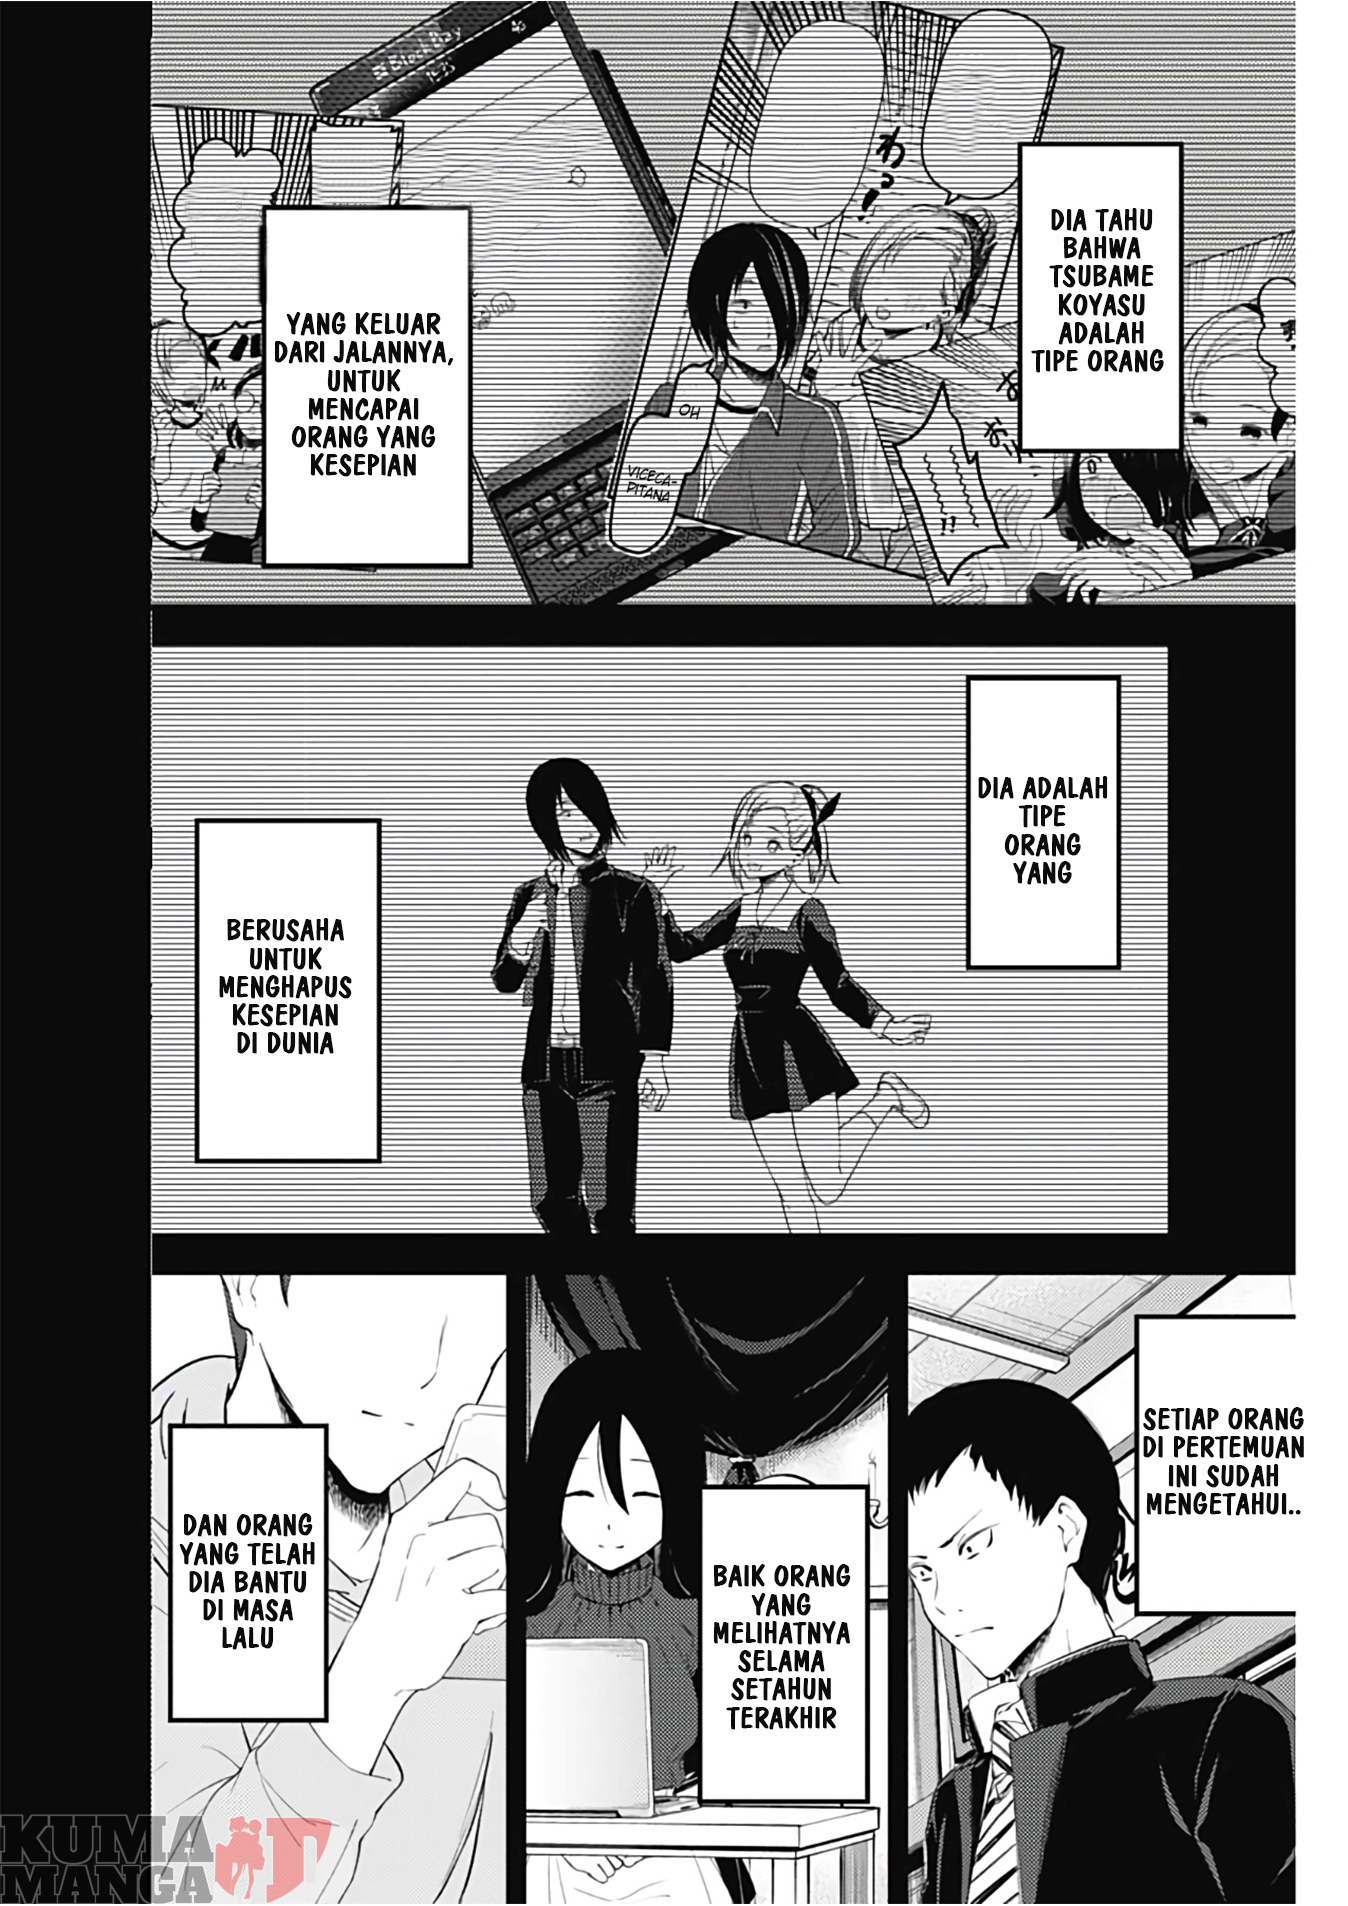 DIA TAHU
BAHWA
TSUBAME
KOYASU
ADALAH
TIPE ORANG
わっ!
OH
VICECA-
PITANA
!!
YANG KELUAR
DARI JALANNYA,
UNTUK
MENCAPAI
ORANG YANG
KESEPIAN
DIA ADALAH
TIPE
ORANG
YANG
BERUSAHA
UNTUK
MENGHAPUS
KESEPIAN
DI DUNIA
SETIAP ORANG
DI PERTEMUAN
INI SUDAH
MENGETAHUI..
BAIK ORANG
YANG
MELIHATNYA
SELAMA
SETAHUN
TERAKHIR
DAN ORANG
YANG TELAH
DIA BANTU
DI MASA
LALU
KUMA
MANGA